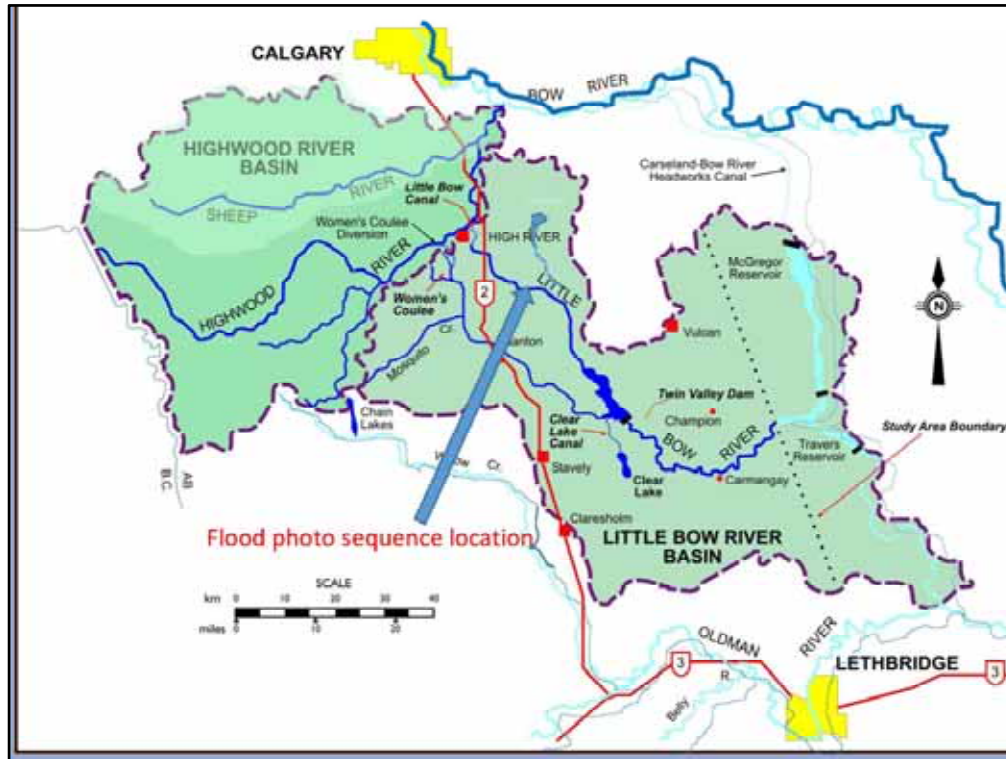 CALGARY
BOW RIVER
HIGHWOOD RIVER
BASIN
SHEEP RIVER
Little Bow
Canal
Carseland-Bow River
Headworks Canal
Women's Coulee
Diversion
HIGH RIVER
HIGHWOOD RIVER
McGregor
Reservoir
Women's
Coulee
2
LITTLE
N
Mosquito Cr.
anton
Vulcan
Twin Valley Dam
Chain
Lakes
Champion
Clear
Lake
Canal
BOW RIVER
Study Area Boundary
Travers
Reservoir
B.C.
AB
Willow Cr.
Stavely
Clear
Lake
Carmangay
Flood photo sequence location
Claresholm
LITTLE BOW RIVER
BASIN
SCALE
km 0 10 20 30 40
miles 0 10 20
OLDMAN RIVER
3
LETHBRIDGE
3
Belly R.